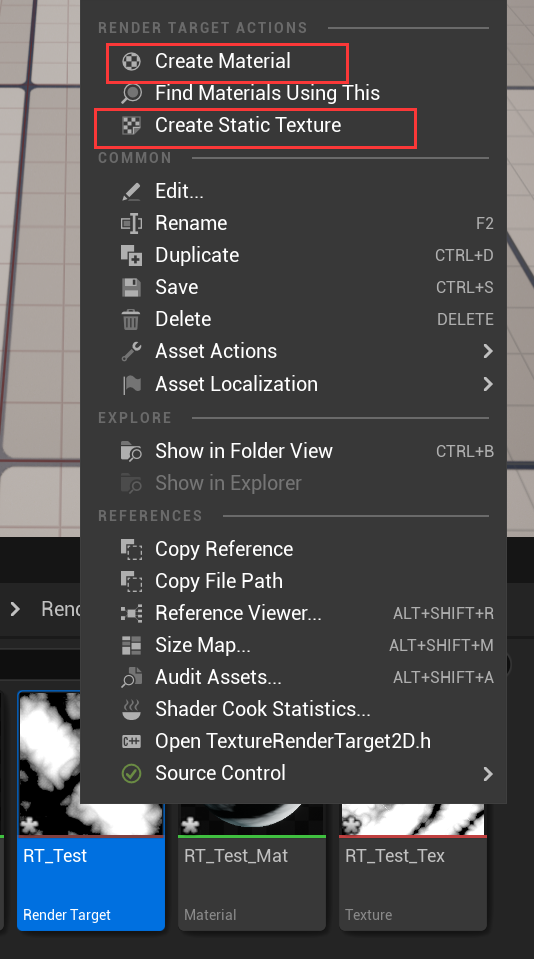 RENDER TARGET ACTIONS
Create Material
Find Materials Using This
Create Static Texture
COMMON
Edit...
Rename F2
Duplicate CTRL+D
Save CTRL+S
Delete DELETE
Asset Actions
Asset Localization
EXPLORE
Show in Folder View CTRL+B
Show in Explorer
REFERENCES
Copy Reference
Copy File Path
Reference Viewer... ALT+SHIFT+R
Size Map... ALT+SHIFT+M
Audit Assets... ALT+SHIFT+A
Shader Cook Statistics...
C++ Open TextureRenderTarget2D.h
Source Control
RT_Test RT_Test_Mat RT_Test_Tex
Render Target Material Texture